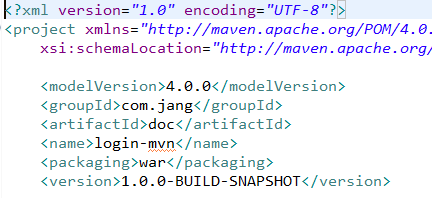 <?xml version="1.0" encoding="UTF-8"?>
<project xmlns="http://maven.apache.org/POM/4.0.
xsi:schemaLocation="http://maven.apache.org/
<modelVersion>4.0.0</modelVersion>
<groupId>com.jang</groupId>
<artifactId>doc</artifactId>
<name>login-mvn</name>
<packaging>war</packaging>
<version>1.0.0-BUILD-SNAPSHOT</version>